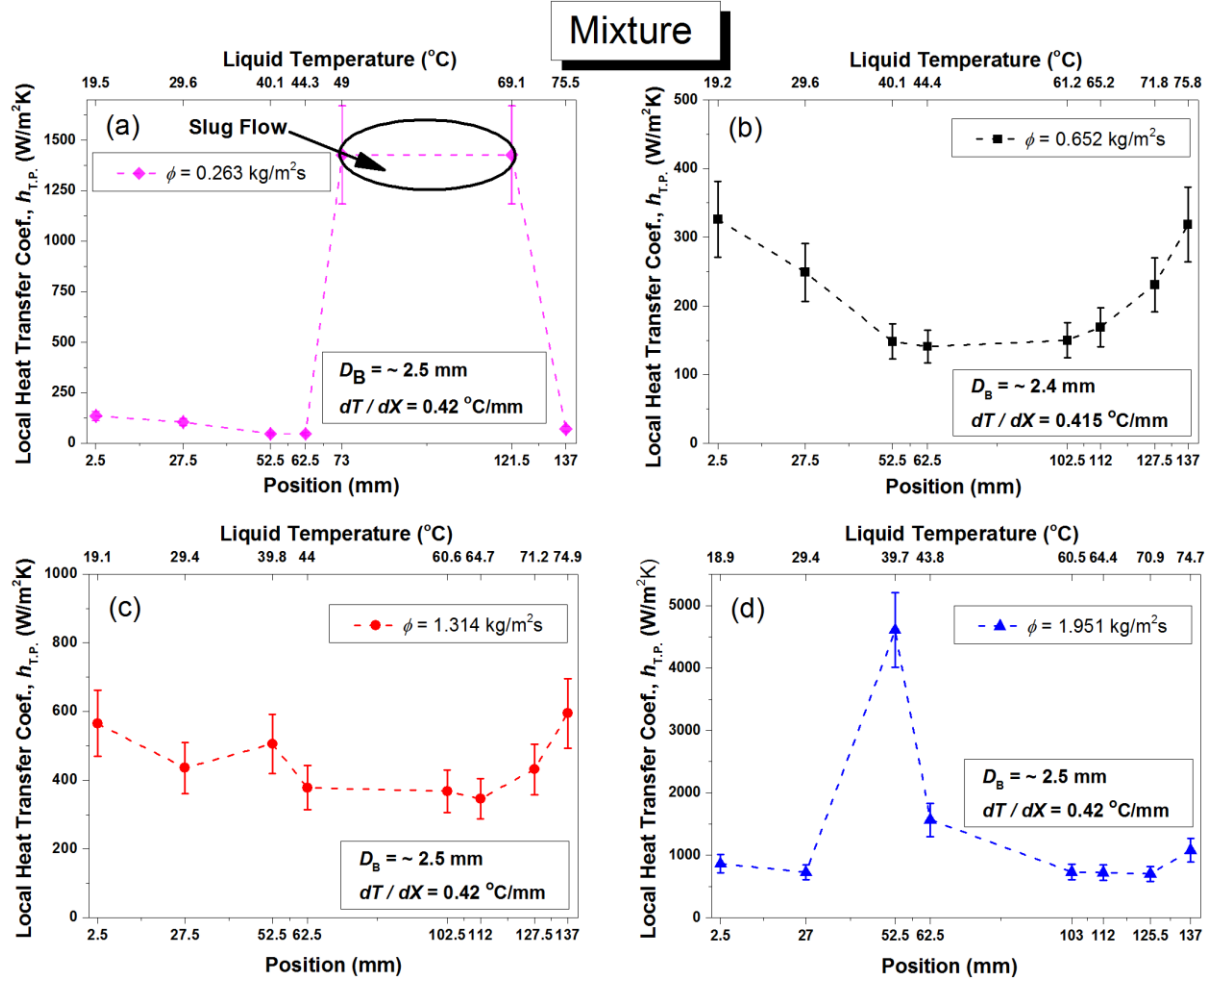 Mixture
Liquid Temperature (°C)
19.5 29.6 40.1 44.3 49 69.1 75.5
(a)
Slug Flow
ϕ = 0.263 kg/m²s
Local Heat Transfer Coef., h_T.P. (W/m²K)
1500
1250
1000
750
500
250
0
D_B = ~ 2.5 mm
dT / dX = 0.42 °C/mm
2.5 27.5 52.5 62.5 73 121.5 137
Position (mm)
Liquid Temperature (°C)
19.2 29.6 40.1 44.4 61.2 65.2 71.8 75.8
(b)
ϕ = 0.652 kg/m²s
Local Heat Transfer Coef., h_T.P. (W/m²K)
500
400
300
200
100
0
D_B = ~ 2.4 mm
dT / dX = 0.415 °C/mm
2.5 27.5 52.5 62.5 102.5 112 127.5 137
Position (mm)
Liquid Temperature (°C)
19.1 29.4 39.8 44 60.6 64.7 71.2 74.9
(c)
ϕ = 1.314 kg/m²s
Local Heat Transfer Coef., h_T.P. (W/m²K)
1000
800
600
400
200
0
D_B = ~ 2.5 mm
dT / dX = 0.42 °C/mm
2.5 27.5 52.5 62.5 102.5 112 127.5 137
Position (mm)
Liquid Temperature (°C)
18.9 29.4 39.7 43.8 60.5 64.4 70.9 74.7
(d)
ϕ = 1.951 kg/m²s
Local Heat Transfer Coef., h_T.P. (W/m²K)
5000
4000
3000
2000
1000
0
D_B = ~ 2.5 mm
dT / dX = 0.42 °C/mm
2.5 27 52.5 62.5 103 112 125.5 137
Position (mm)